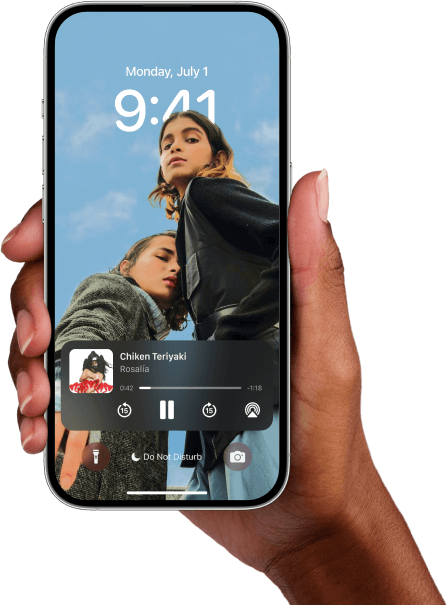 Monday, July 1
9:41
Chiken Teriyaki
Rosalía
0:42
-1:18
15
15
Do Not Disturb